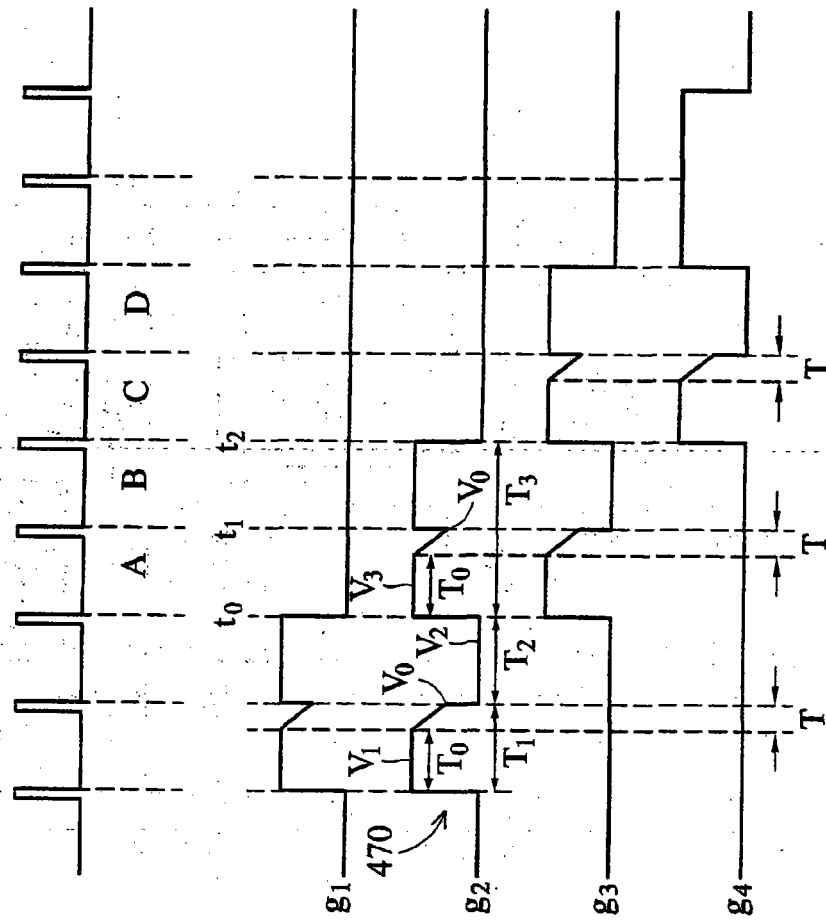 A B C D
t₀ t₁ t₂
g₁
470
g₂
V₁ V₀ V₂ V₃ V₀
T₀ T₀
T₁ T₂ T₃
g₃
g₄
T T T